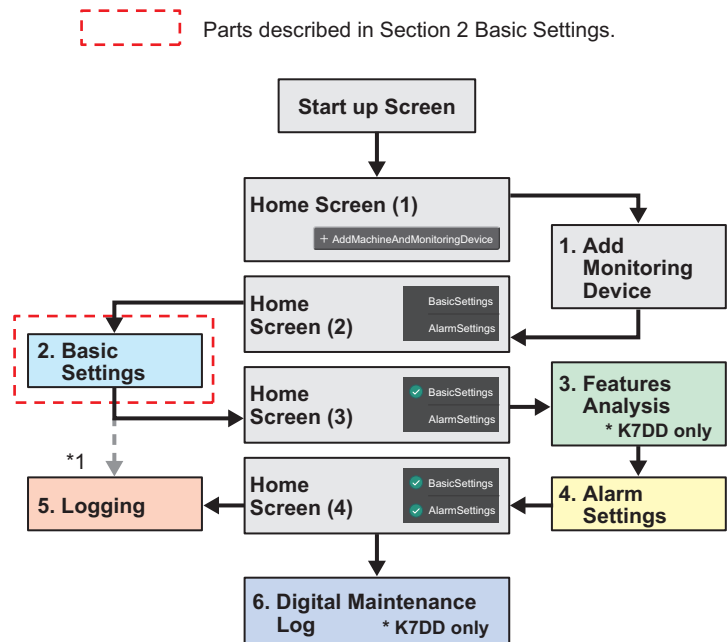 Parts described in Section 2 Basic Settings.
Start up Screen
Home Screen (1)
+ AddMachineAndMonitoringDevice
1. Add
Monitoring
Device
Home
Screen (2)
BasicSettings
AlarmSettings
2. Basic
Settings
Home
Screen (3)
BasicSettings
AlarmSettings
3. Features
Analysis
* K7DD only
*1
5. Logging
Home
Screen (4)
BasicSettings
AlarmSettings
4. Alarm
Settings
6. Digital Maintenance
Log * K7DD only